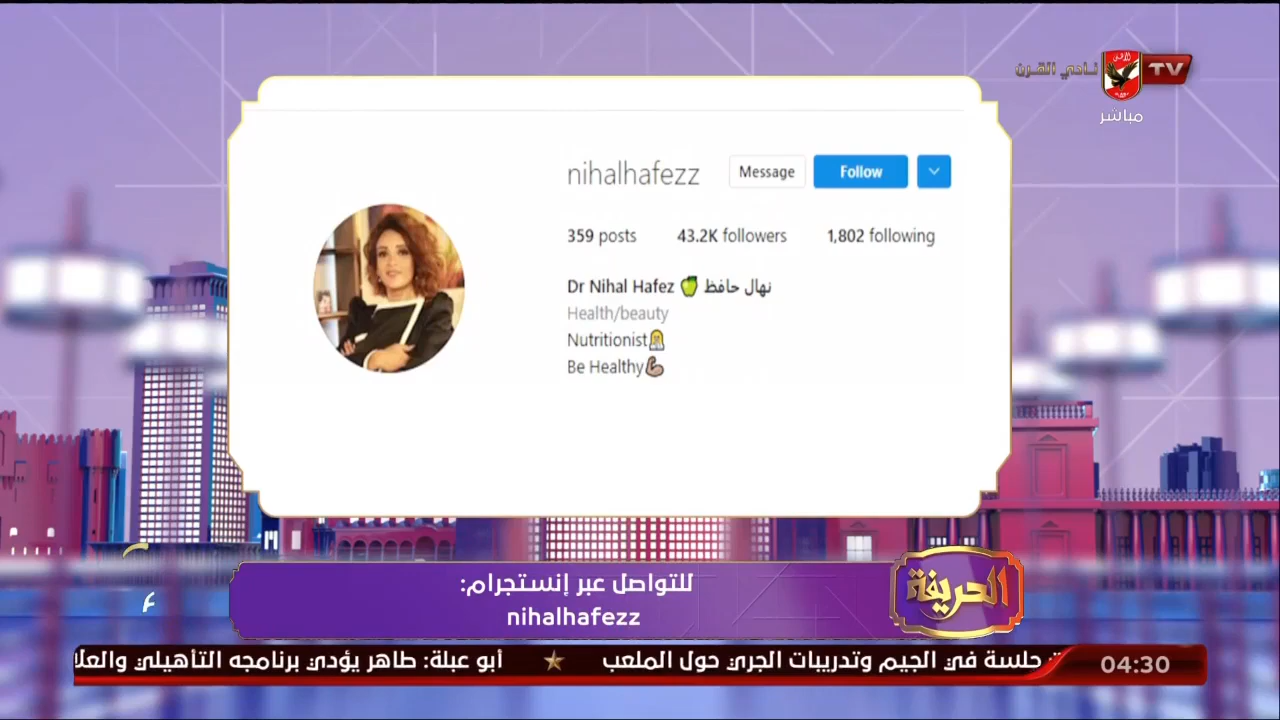 نادي القرن
TV
مباشر
nihalhafezz
Message
Follow
359 posts
43.2K followers
1,802 following
Dr Nihal Hafez 🍏 نهال حافظ
Health/beauty
Nutritionist
Be Healthy💪
للتواصل عبر إنستجرام:
nihalhafezz
الحريفة
حلسة في الجيم وتدريبات الجري حول الملعب ★ أبو عبلة: طاهر يؤدي برنامجه التأهيلي
04:30